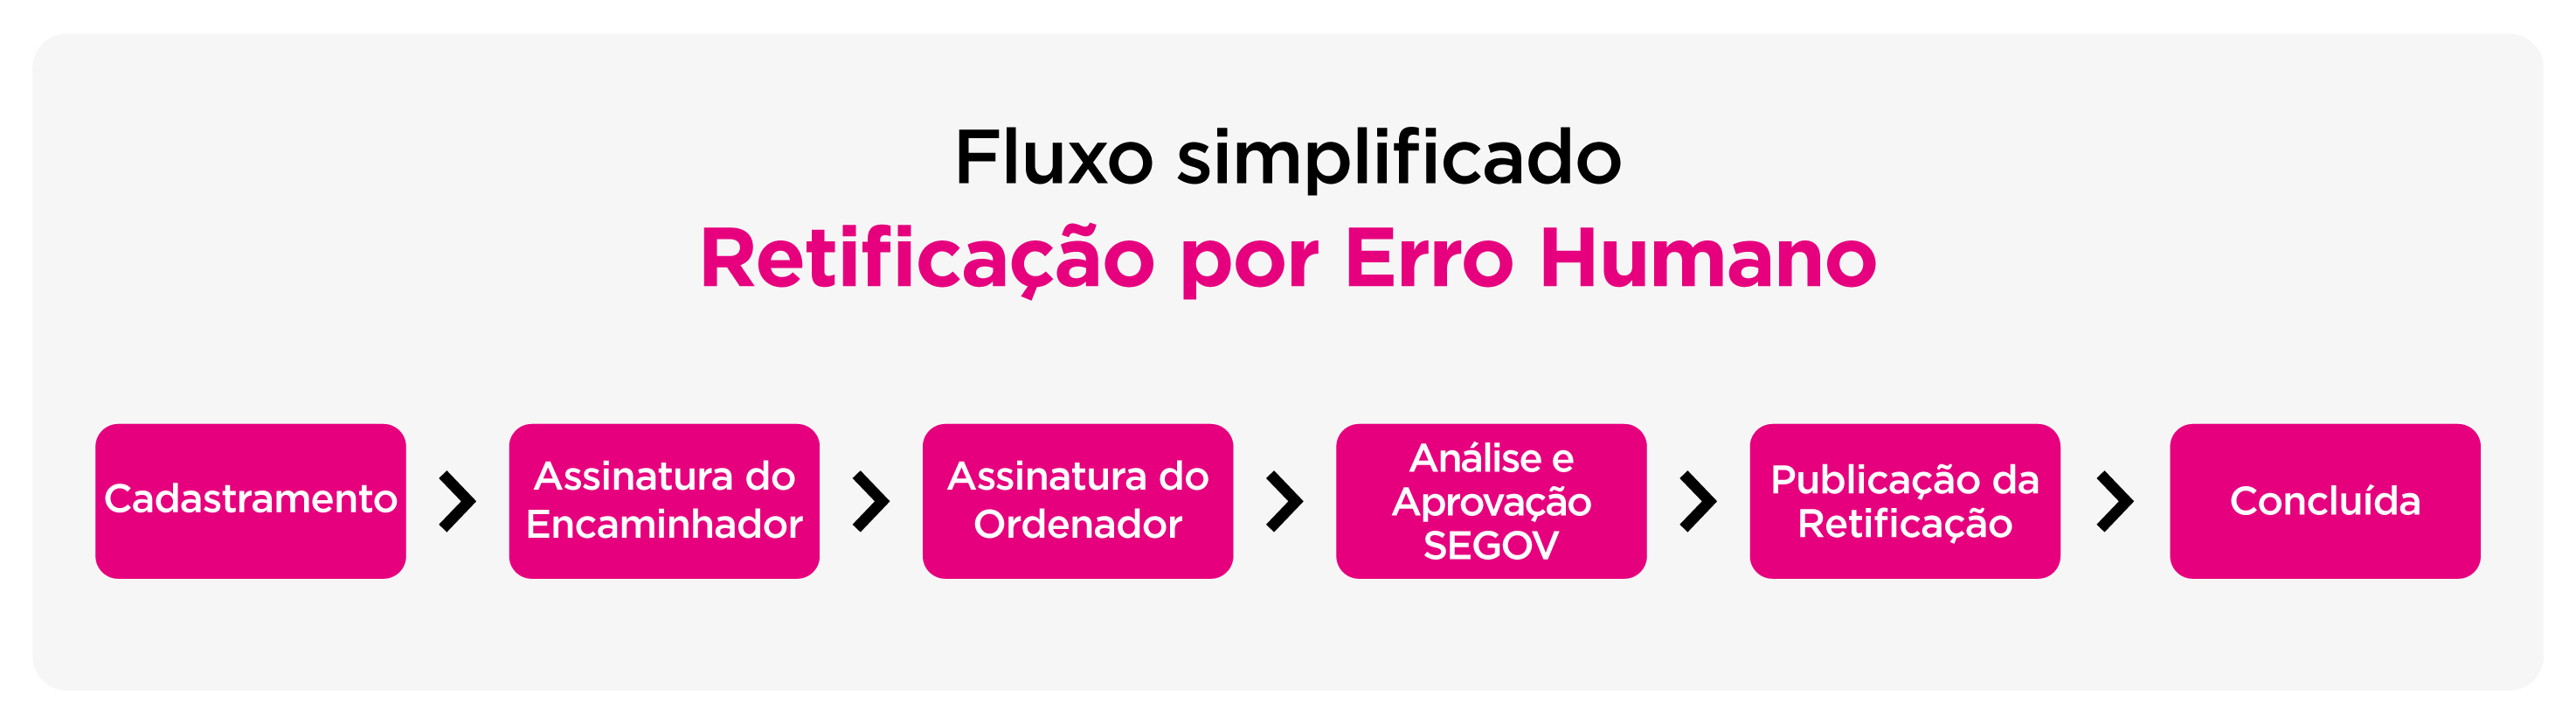 Fluxo simplificado
Retificação por Erro Humano
Cadastramento
Assinatura do
Encaminhador
Assinatura do
Ordenador
Análise e
Aprovação
SEGOV
Publicação da
Retificação
Concluída